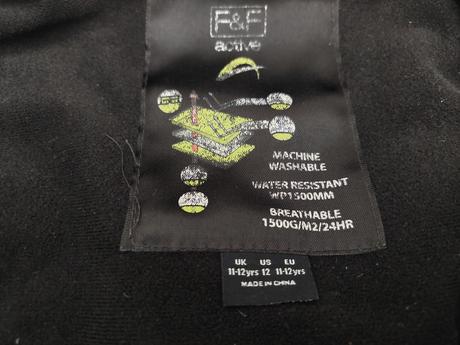 F&F
active
MACHINE
WASHABLE
WATER RESISTANT
WP1500MM
BREATHABLE
1500G/M2/24HR
UK US EU
11-12yrs 12 11-12yrs
MADE IN CHINA